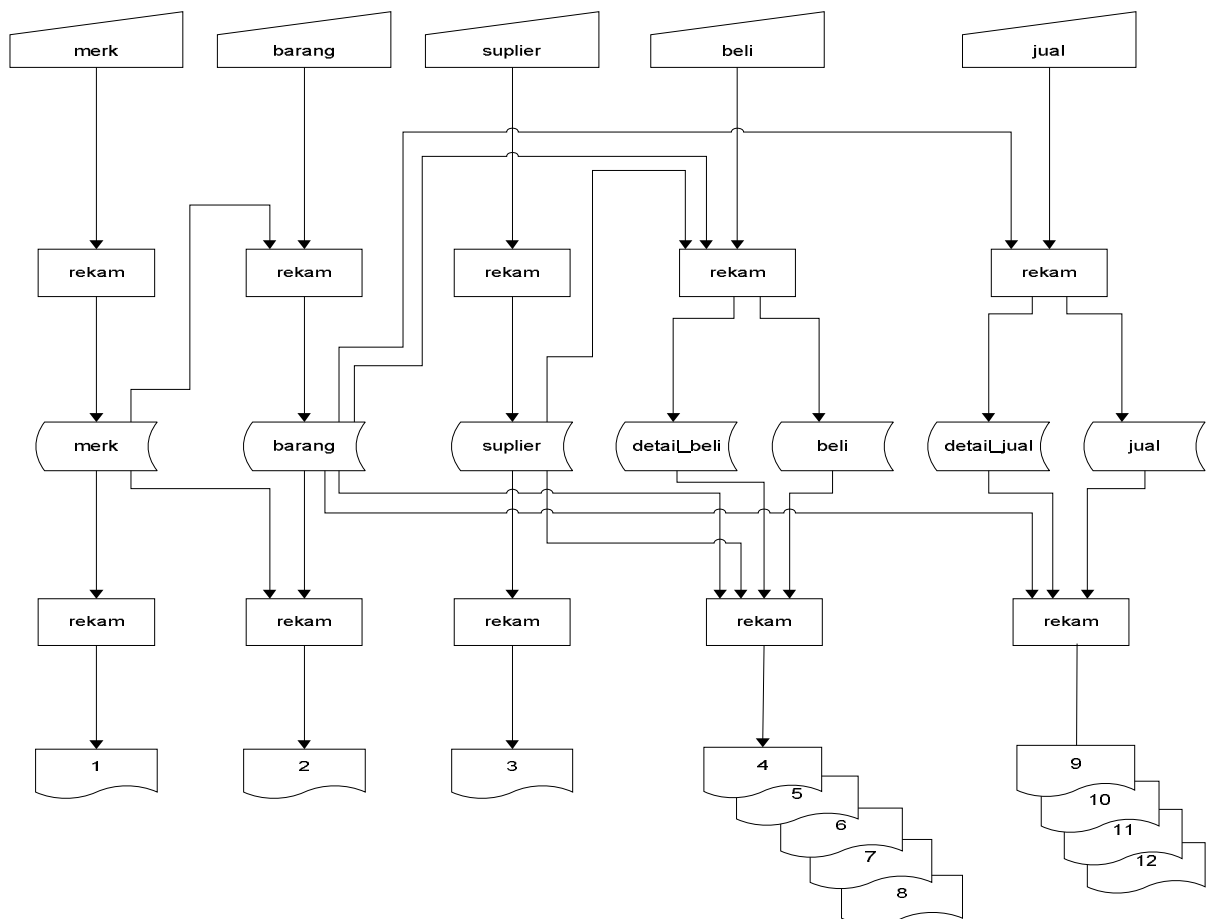 merk
barang
suplier
beli
jual
rekam
rekam
rekam
rekam
rekam
merk
barang
suplier
detail_beli
beli
detail_jual
jual
rekam
rekam
rekam
rekam
rekam
1
2
3
4
5
6
7
8
9
10
11
12